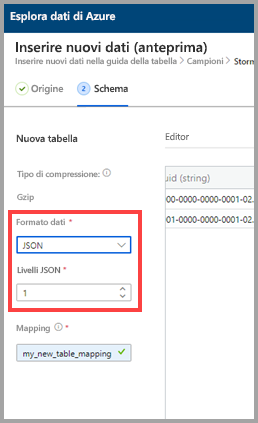 Esplora dati di Azure
Inserire nuovi dati (anteprima)
Inserire nuovi dati nella guida della tabella > Campioni > Storm
Origine
2 Schema
Nuova tabella
Editor
Tipo di compressione:
uid (string)
Gzip
00-0000-0000-0001-02
01-0000-0000-0001-02
Formato dati *
JSON
Livelli JSON *
1
Mapping *
my_new_table_mapping